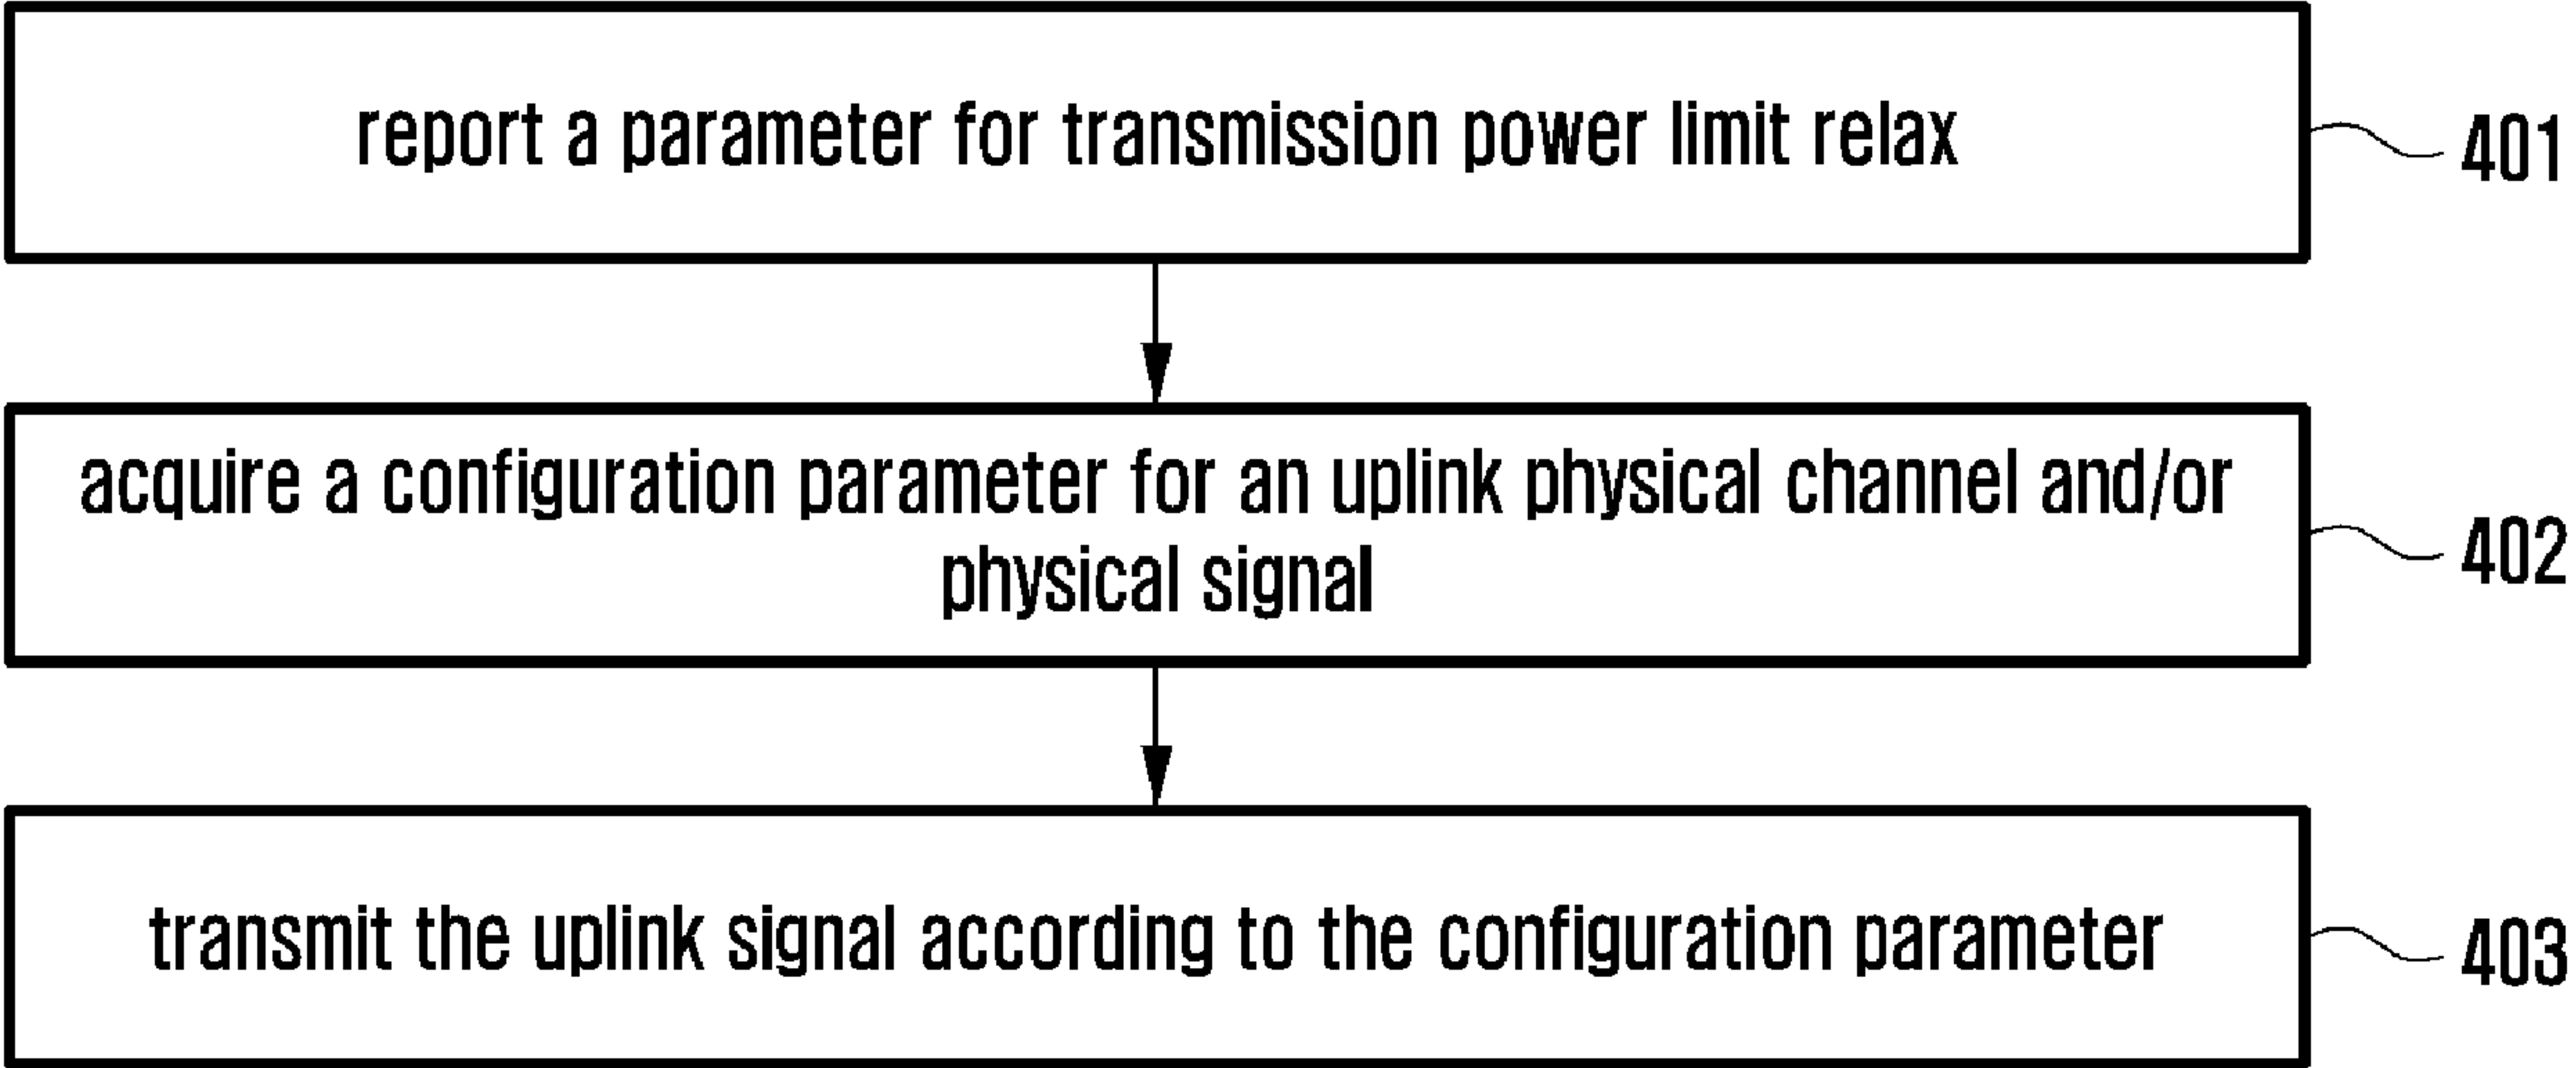 report a parameter for transmission power limit relax
401
acquire a configuration parameter for an uplink physical channel and/or
physical signal
402
transmit the uplink signal according to the configuration parameter
403